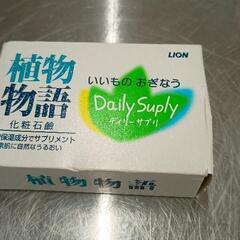 LION
植物
物語
化粧石鹸
保湿成分でサプリメント
素肌に自然なうるおい
いいもの おぎなう
Daily Suply
デイリーサプリ
植物物語